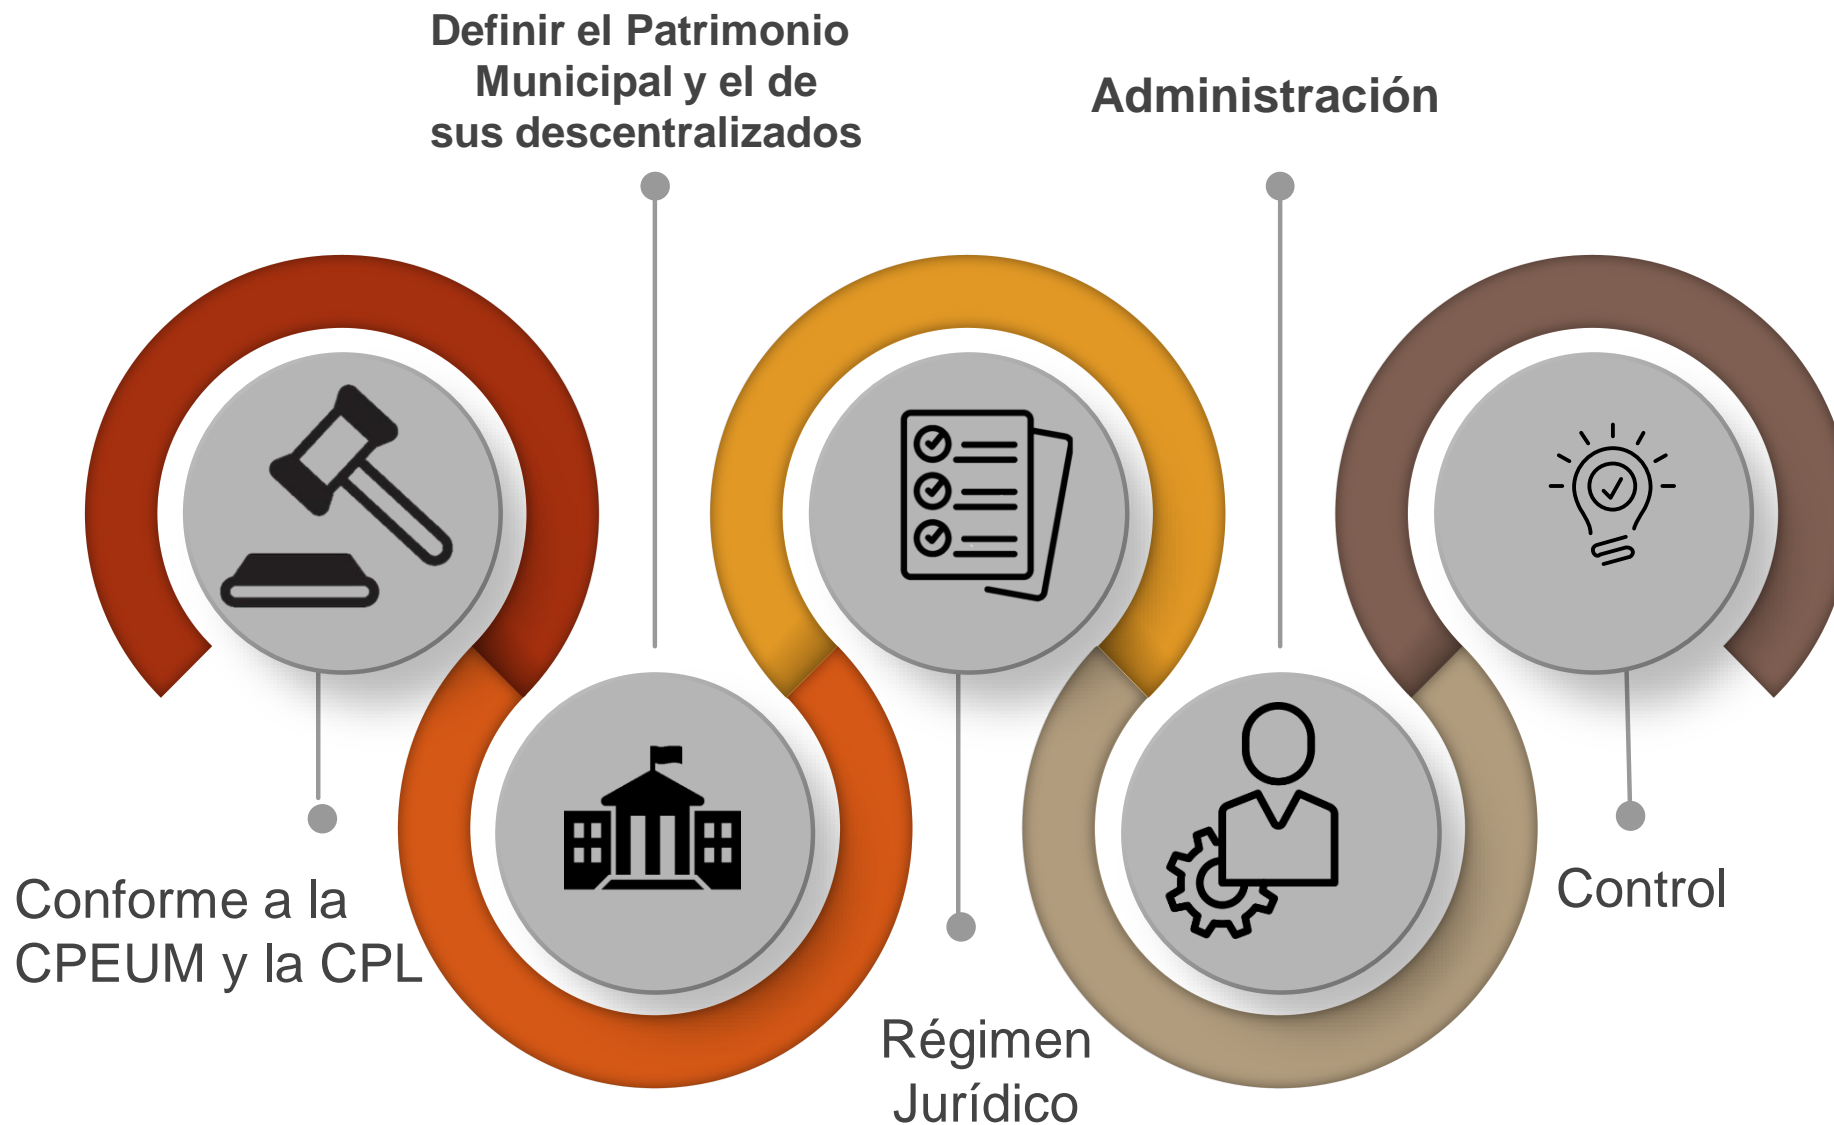 Definir el Patrimonio
Municipal y el de
sus descentralizados
Administración
Conforme a la
CPEUM y la CPL
Régimen
Jurídico
Control